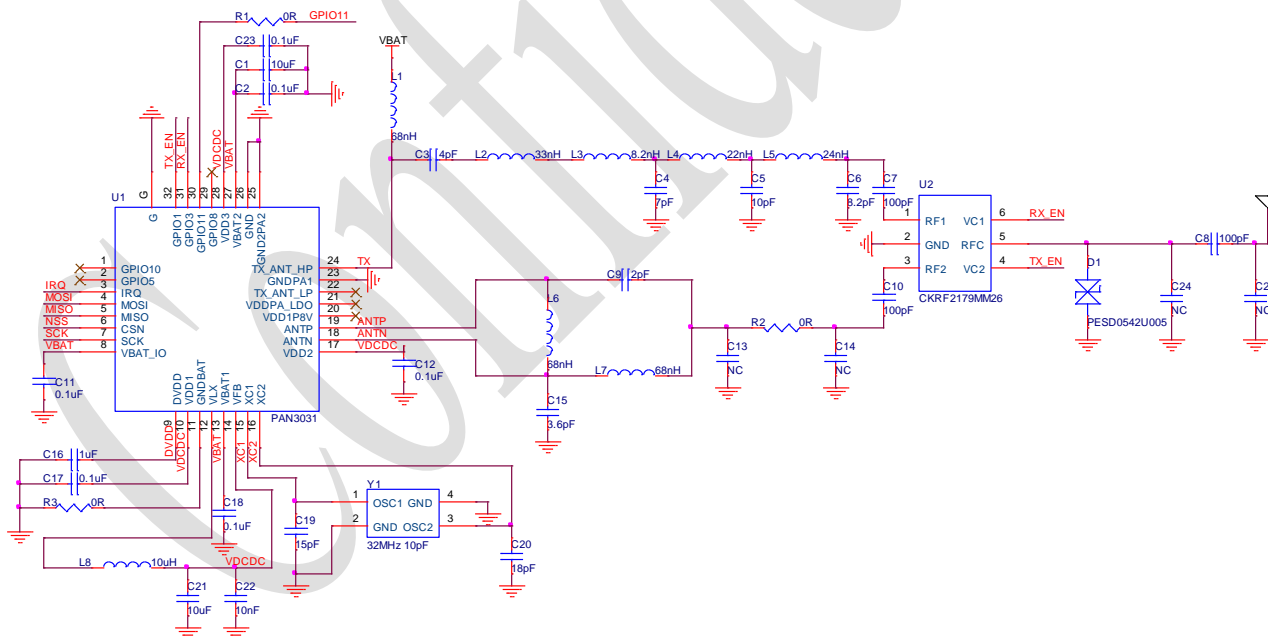 R1 0R GPIO11
C23 0.1uF
C1 10uF
C2 0.1uF
VBAT
L1
68nH
C3 4pF L2 33nH L3 8.2nH L4 22nH L5 24nH
C4
7pF
C5
10pF
C6
8.2pF
C7
100pF
TX_EN
RX_EN
VDCDC
VBAT
G 32 31 30 29 28 27 26 25
U1
G
GPIO1
GPIO3
GPIO11
GPIO8
VDD3
VBAT2
GND
GND2PA2
1 GPIO10
2 GPIO5
IRQ 3 IRQ
MOSI 4 MOSI
MISO 5 MISO
NSS 6 CSN
SCK 7 SCK
VBAT 8 VBAT_IO
TX_ANT_HP 24 TX
GNDPA1 23
TX_ANT_LP 22
VDDPA_LDO 21
VDD1P8V 20
ANTP 19 ANTP
ANTN 18 ANTN
VDD2 17 VDCDC
DVDD
VDD1
GNDBAT
VLX
VBAT1
VFB
XC1
XC2
PAN3031
9 10 11 12 13 14 15 16
DVDD
VDCDC
VBAT
XC1
XC2
C11
0.1uF
C12
0.1uF
C9 2pF
L6
68nH
L7 68nH
C15
3.6pF
C13
NC
R2 0R
C14
NC
C10
100pF
U2
1 RF1 VC1 6 RX_EN
2 GND RFC 5
3 RF2 VC2 4 TX_EN
CKRF2179MM26
D1
PESD0542U005
C24
NC
C8 100pF
C2
NC
C16 1uF
C17 0.1uF
R3 0R
C18
0.1uF
L8 10uH VDCDC
C21
10uF
C22
10nF
C19
15pF
Y1
1 OSC1 GND 4
2 GND OSC2 3
32MHz 10pF
C20
18pF
Confide